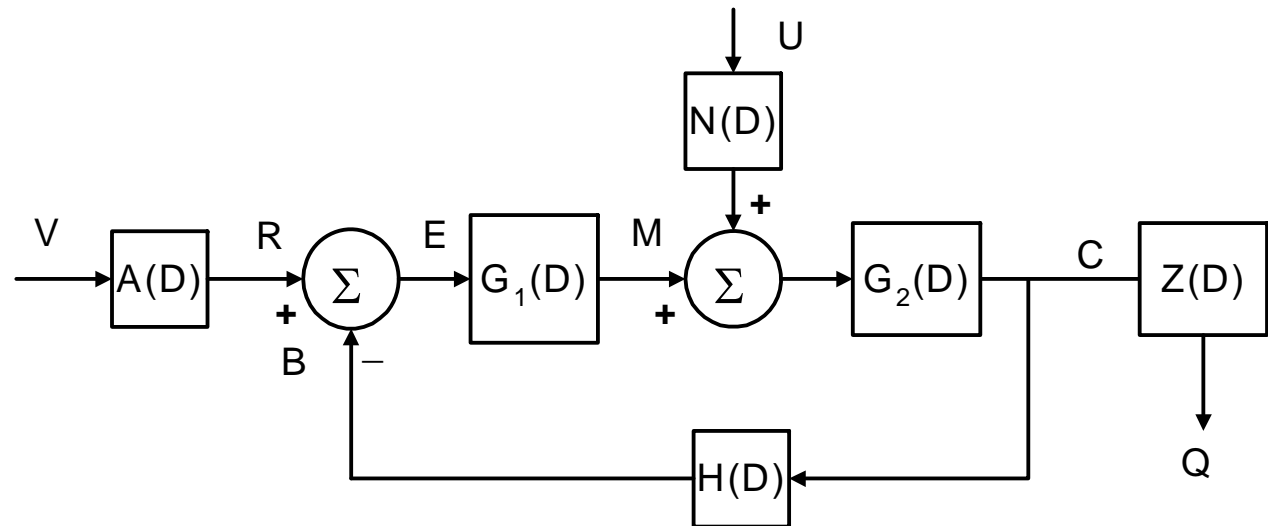 U
N(D)
+
V
A(D)
R
+
Σ
E
G₁(D)
M
+
Σ
G₂(D)
C
Z(D)
B
−
H(D)
Q